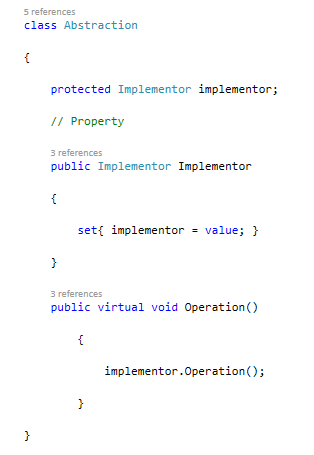 5 references
class Abstraction
{
protected Implementor implementor;
// Property
3 references
public Implementor Implementor
{
set{ implementor = value; }
}
3 references
public virtual void Operation()
{
implementor.Operation();
}
}